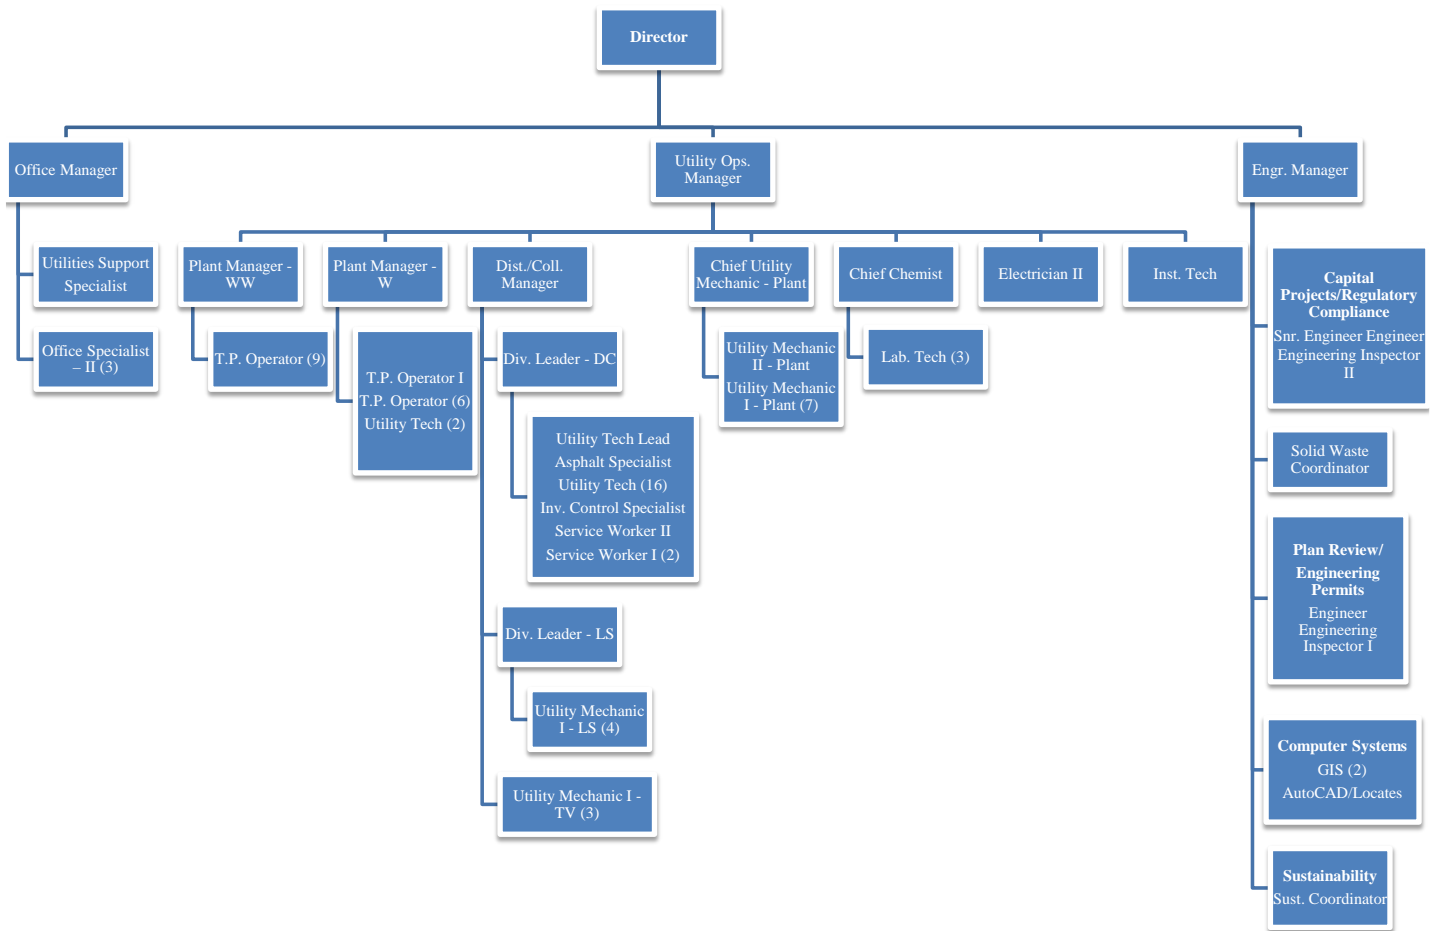 Director
Office Manager
Utility Ops.
Manager
Engr. Manager
Utilities Support
Specialist
Office Specialist
– II (3)
Plant Manager -
WW
T.P. Operator (9)
Plant Manager -
W
T.P. Operator I
T.P. Operator (6)
Utility Tech (2)
Dist./Coll.
Manager
Div. Leader - DC
Utility Tech Lead
Asphalt Specialist
Utility Tech (16)
Inv. Control Specialist
Service Worker II
Service Worker I (2)
Div. Leader - LS
Utility Mechanic
I - LS (4)
Utility Mechanic I -
TV (3)
Chief Utility
Mechanic - Plant
Utility Mechanic
II - Plant
Utility Mechanic
I - Plant (7)
Chief Chemist
Lab. Tech (3)
Electrician II
Inst. Tech
Capital
Projects/Regulatory
Compliance
Snr. Engineer Engineer
Engineering Inspector
II
Solid Waste
Coordinator
Plan Review/
Engineering
Permits
Engineer
Engineering
Inspector I
Computer Systems
GIS (2)
AutoCAD/Locates
Sustainability
Sust. Coordinator